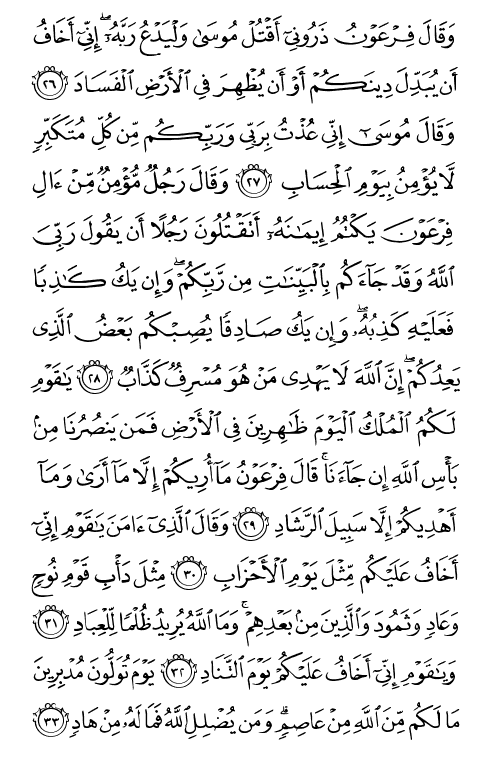 وَقَالَ فِرۡعَوۡنُ ذَرُونِيٓ أَقۡتُلۡ مُوسَىٰ وَلۡيَدۡعُ رَبَّهُۥٓۖ إِنِّيٓ أَخَافُ
أَن يُبَدِّلَ دِينَكُمۡ أَوۡ أَن يُظۡهِرَ فِي ٱلۡأَرۡضِ ٱلۡفَسَادَ ٢٦
وَقَالَ مُوسَىٰٓ إِنِّي عُذۡتُ بِرَبِّي وَرَبِّكُم مِّن كُلِّ مُتَكَبِّرٖ
لَّا يُؤۡمِنُ بِيَوۡمِ ٱلۡحِسَابِ ٢٧ وَقَالَ رَجُلٞ مُّؤۡمِنٞ مِّنۡ ءَالِ
فِرۡعَوۡنَ يَكۡتُمُ إِيمَٰنَهُۥٓ أَتَقۡتُلُونَ رَجُلًا أَن يَقُولَ رَبِّيَ
ٱللَّهُ وَقَدۡ جَآءَكُم بِٱلۡبَيِّنَٰتِ مِن رَّبِّكُمۡۖ وَإِن يَكُ كَٰذِبٗا
فَعَلَيۡهِ كَذِبُهُۥۖ وَإِن يَكُ صَادِقٗا يُصِبۡكُم بَعۡضُ ٱلَّذِي
يَعِدُكُمۡۖ إِنَّ ٱللَّهَ لَا يَهۡدِي مَنۡ هُوَ مُسۡرِفٞ كَذَّابٞ ٢٨ يَٰقَوۡمِ
لَكُمُ ٱلۡمُلۡكُ ٱلۡيَوۡمَ ظَٰهِرِينَ فِي ٱلۡأَرۡضِ فَمَن يَنصُرُنَا مِنۢ
بَأۡسِ ٱللَّهِ إِن جَآءَنَاۚ قَالَ فِرۡعَوۡنُ مَآ أُرِيكُمۡ إِلَّا مَآ أَرَىٰ وَمَآ
أَهۡدِيكُمۡ إِلَّا سَبِيلَ ٱلرَّشَادِ ٢٩ وَقَالَ ٱلَّذِيٓ ءَامَنَ يَٰقَوۡمِ إِنِّيٓ
أَخَافُ عَلَيۡكُم مِّثۡلَ يَوۡمِ ٱلۡأَحۡزَابِ ٣٠ مِثۡلَ دَأۡبِ قَوۡمِ نُوحٖ
وَعَادٖ وَثَمُودَ وَٱلَّذِينَ مِنۢ بَعۡدِهِمۡۚ وَمَا ٱللَّهُ يُرِيدُ ظُلۡمٗا لِّلۡعِبَادِ ٣١
وَيَٰقَوۡمِ إِنِّيٓ أَخَافُ عَلَيۡكُمۡ يَوۡمَ ٱلتَّنَادِ ٣٢ يَوۡمَ تُوَلُّونَ مُدۡبِرِينَ
مَا لَكُم مِّنَ ٱللَّهِ مِنۡ عَاصِمٖۗ وَمَن يُضۡلِلِ ٱللَّهُ فَمَا لَهُۥ مِنۡ هَادٖ ٣٣